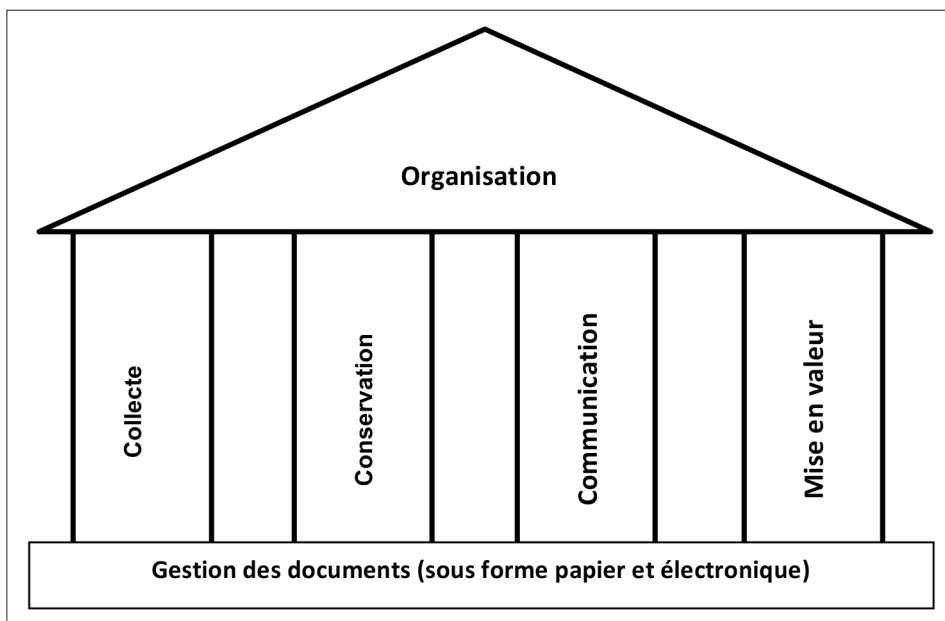 Organisation
Collecte
Conservation
Communication
Mise en valeur
Gestion des documents (sous forme papier et électronique)